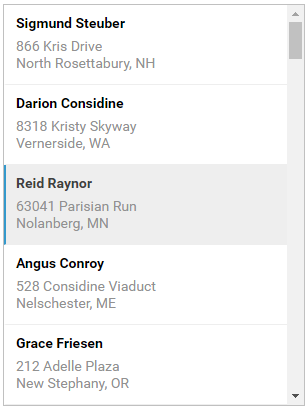 Sigmund Steuber
866 Kris Drive
North Rosettabury, NH
Darion Considine
8318 Kristy Skyway
Vernerside, WA
Reid Raynor
63041 Parisian Run
Nolanberg, MN
Angus Conroy
528 Considine Viaduct
Nelschester, ME
Grace Friesen
212 Adelle Plaza
New Stephany, OR